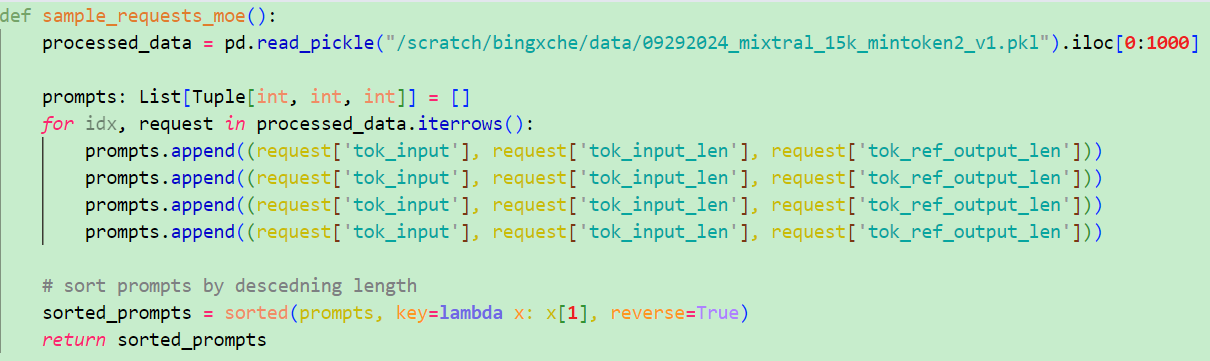 def sample_requests_moe():
    processed_data = pd.read_pickle("/scratch/bingxche/data/09292024_mixtral_15k_mintoken2_v1.pkl").iloc[0:1000]

    prompts: List[Tuple[int, int, int]] = []
    for idx, request in processed_data.iterrows():
        prompts.append((request['tok_input'], request['tok_input_len'], request['tok_ref_output_len']))
        prompts.append((request['tok_input'], request['tok_input_len'], request['tok_ref_output_len']))
        prompts.append((request['tok_input'], request['tok_input_len'], request['tok_ref_output_len']))
        prompts.append((request['tok_input'], request['tok_input_len'], request['tok_ref_output_len']))

    # sort prompts by descedning length
    sorted_prompts = sorted(prompts, key=lambda x: x[1], reverse=True)
    return sorted_prompts